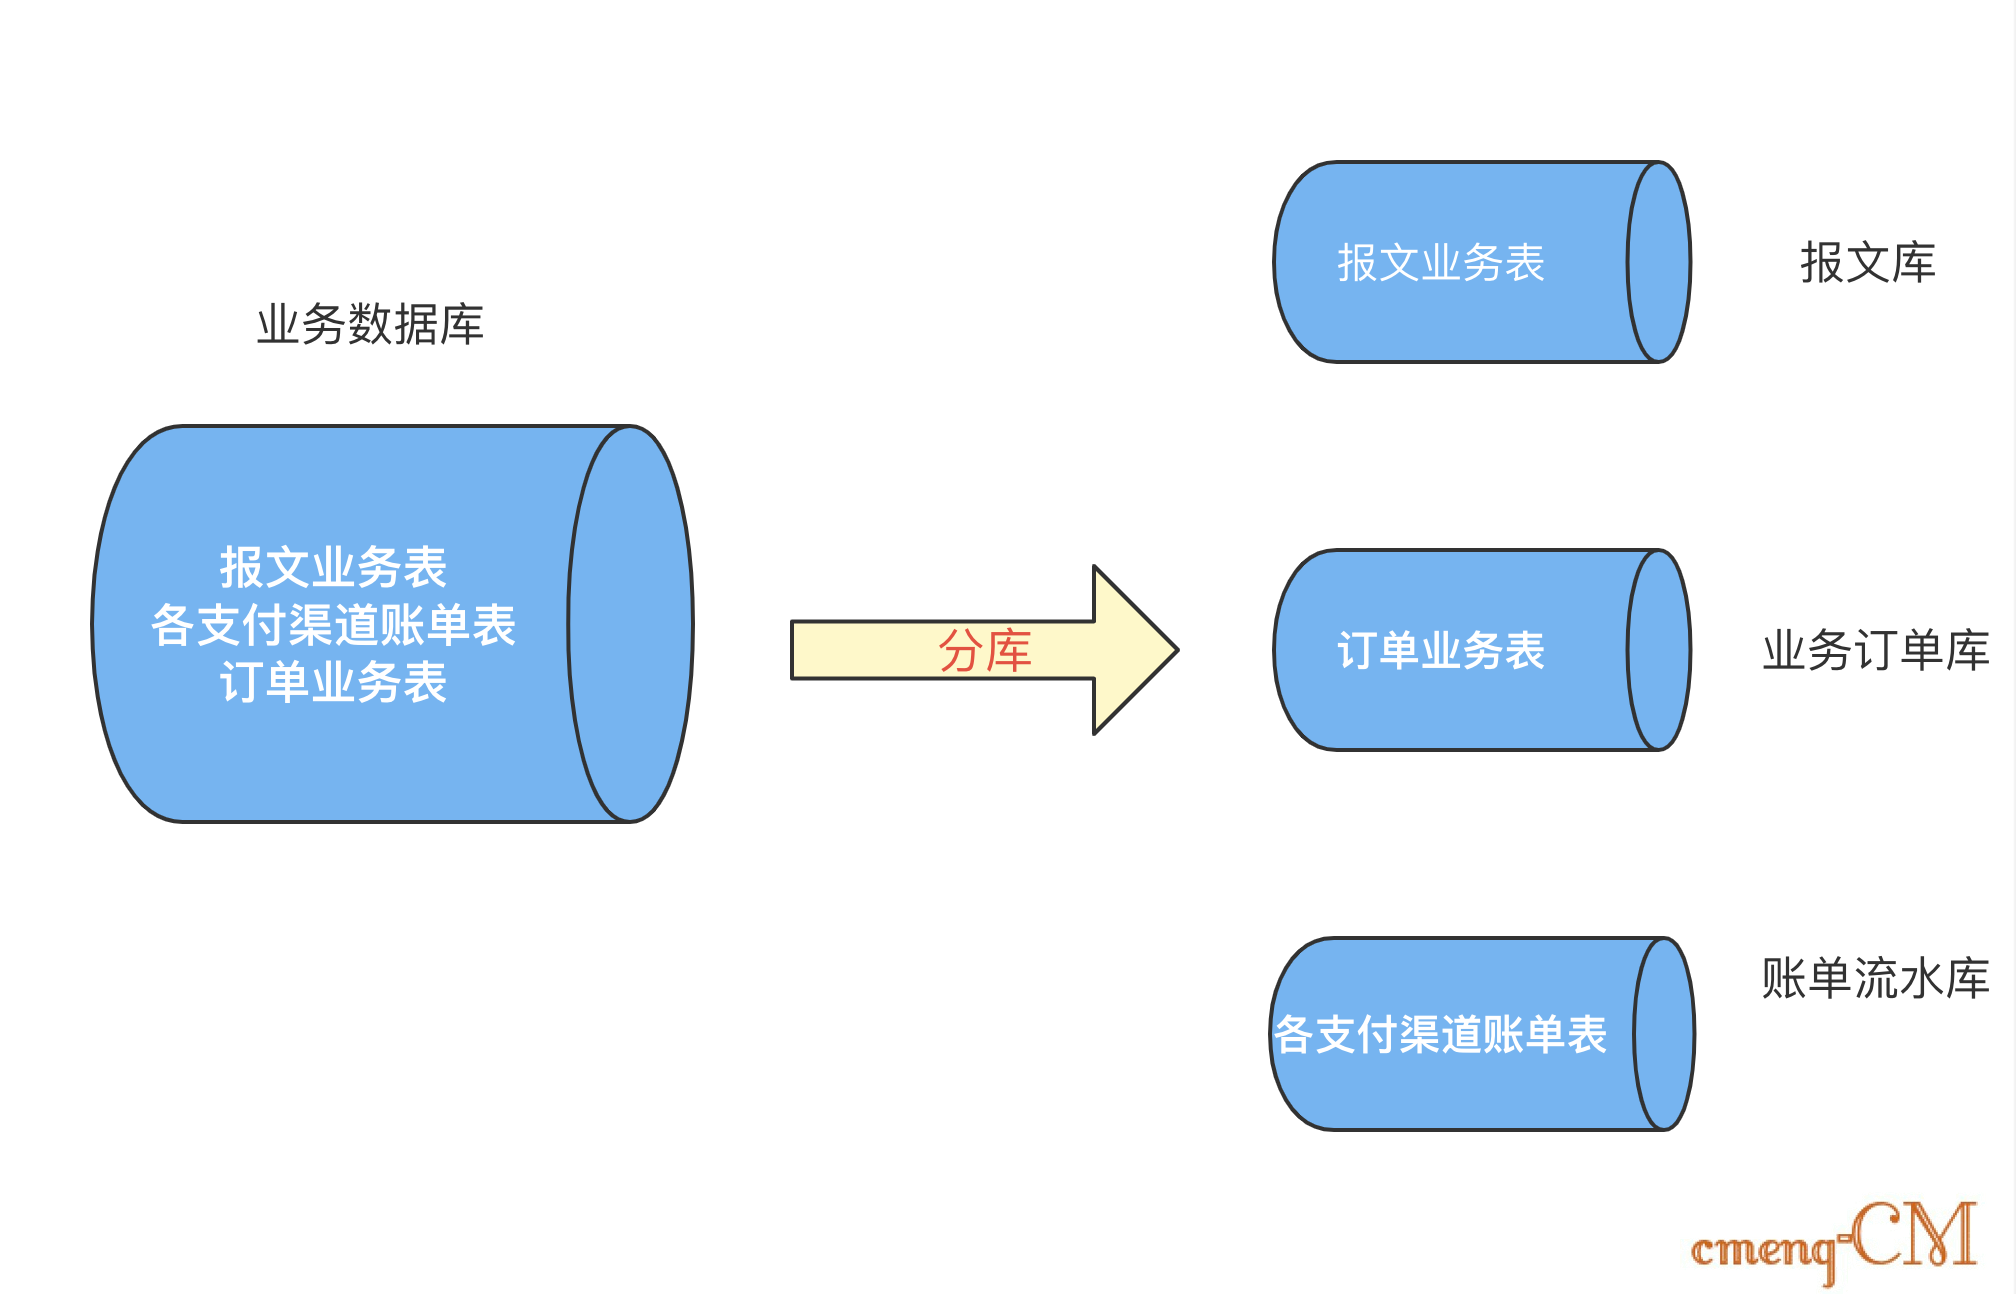 业务数据库
报文业务表
各支付渠道账单表
订单业务表
分库
报文业务表
报文库
订单业务表
业务订单库
各支付渠道账单表
账单流水库
cmenq-CM